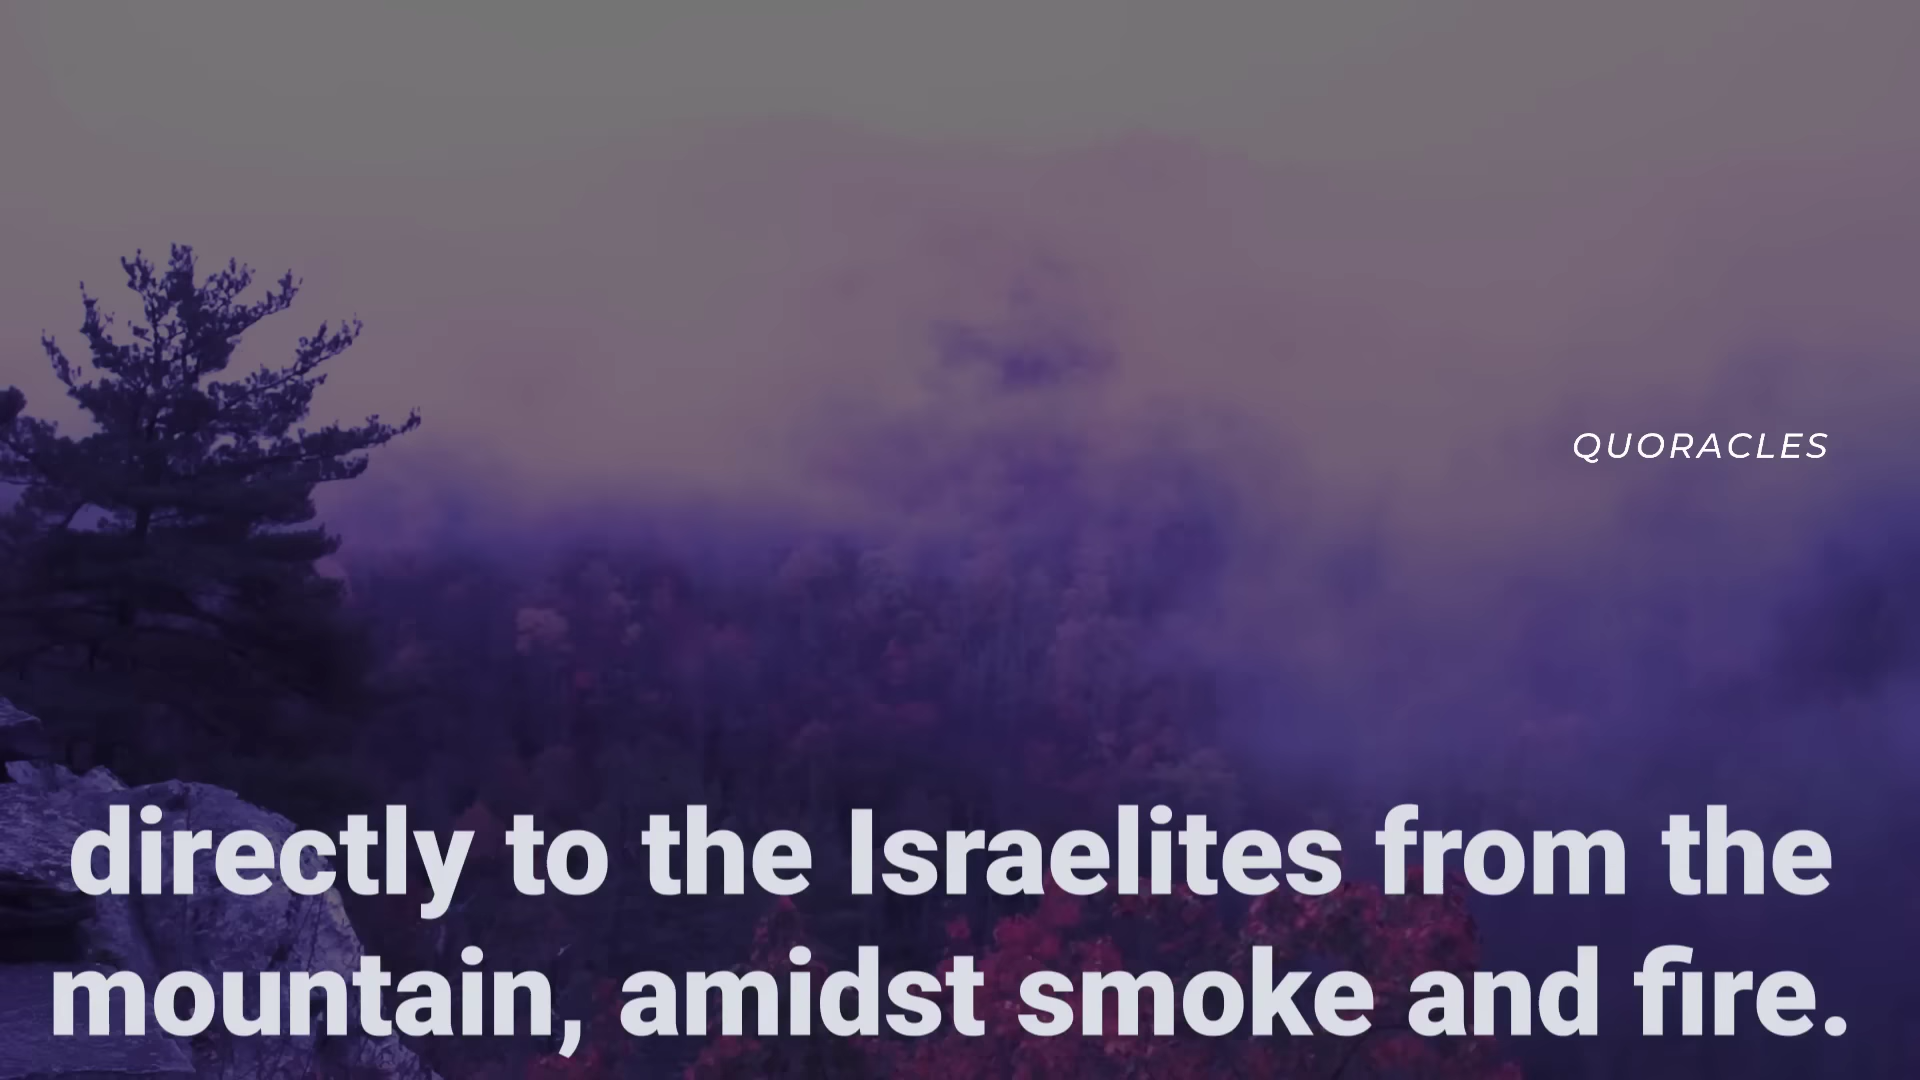 QUORACLES
directly to the Israelites from the
mountain, amidst smoke and fire.